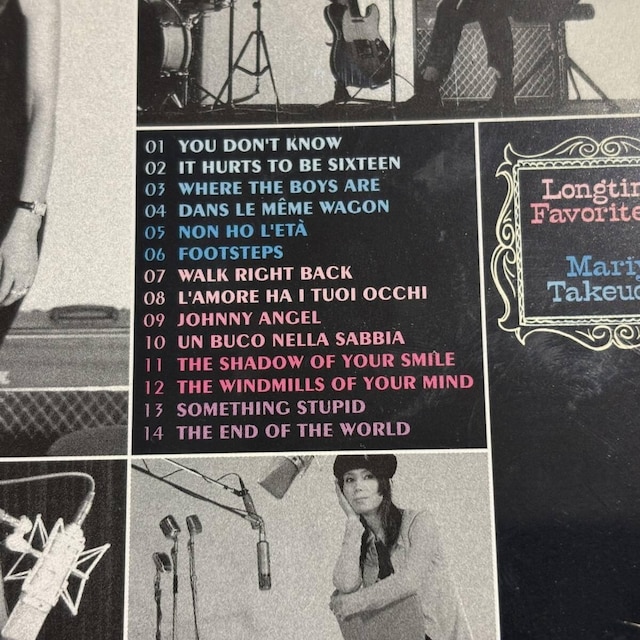 01 YOU DON'T KNOW
02 IT HURTS TO BE SIXTEEN
03 WHERE THE BOYS ARE
04 DANS LE MÊME WAGON
05 NON HO L'ETÀ
06 FOOTSTEPS
07 WALK RIGHT BACK
08 L'AMORE HA I TUOI OCCHI
09 JOHNNY ANGEL
10 UN BUCO NELLA SABBIA
11 THE SHADOW OF YOUR SMILE
12 THE WINDMILLS OF YOUR MIND
13 SOMETHING STUPID
14 THE END OF THE WORLD